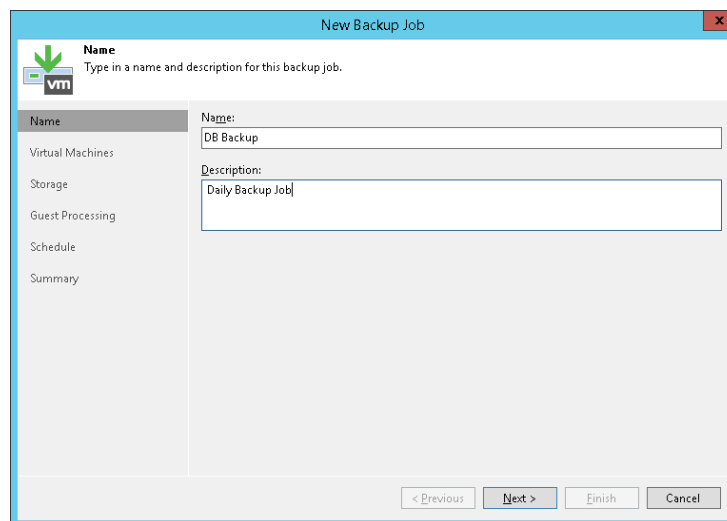 New Backup Job
x
Name
Type in a name and description for this backup job.
vm
Name
Virtual Machines
Storage
Guest Processing
Schedule
Summary
Name:
DB Backup
Description:
Daily Backup Job
< Previous
Next >
Finish
Cancel